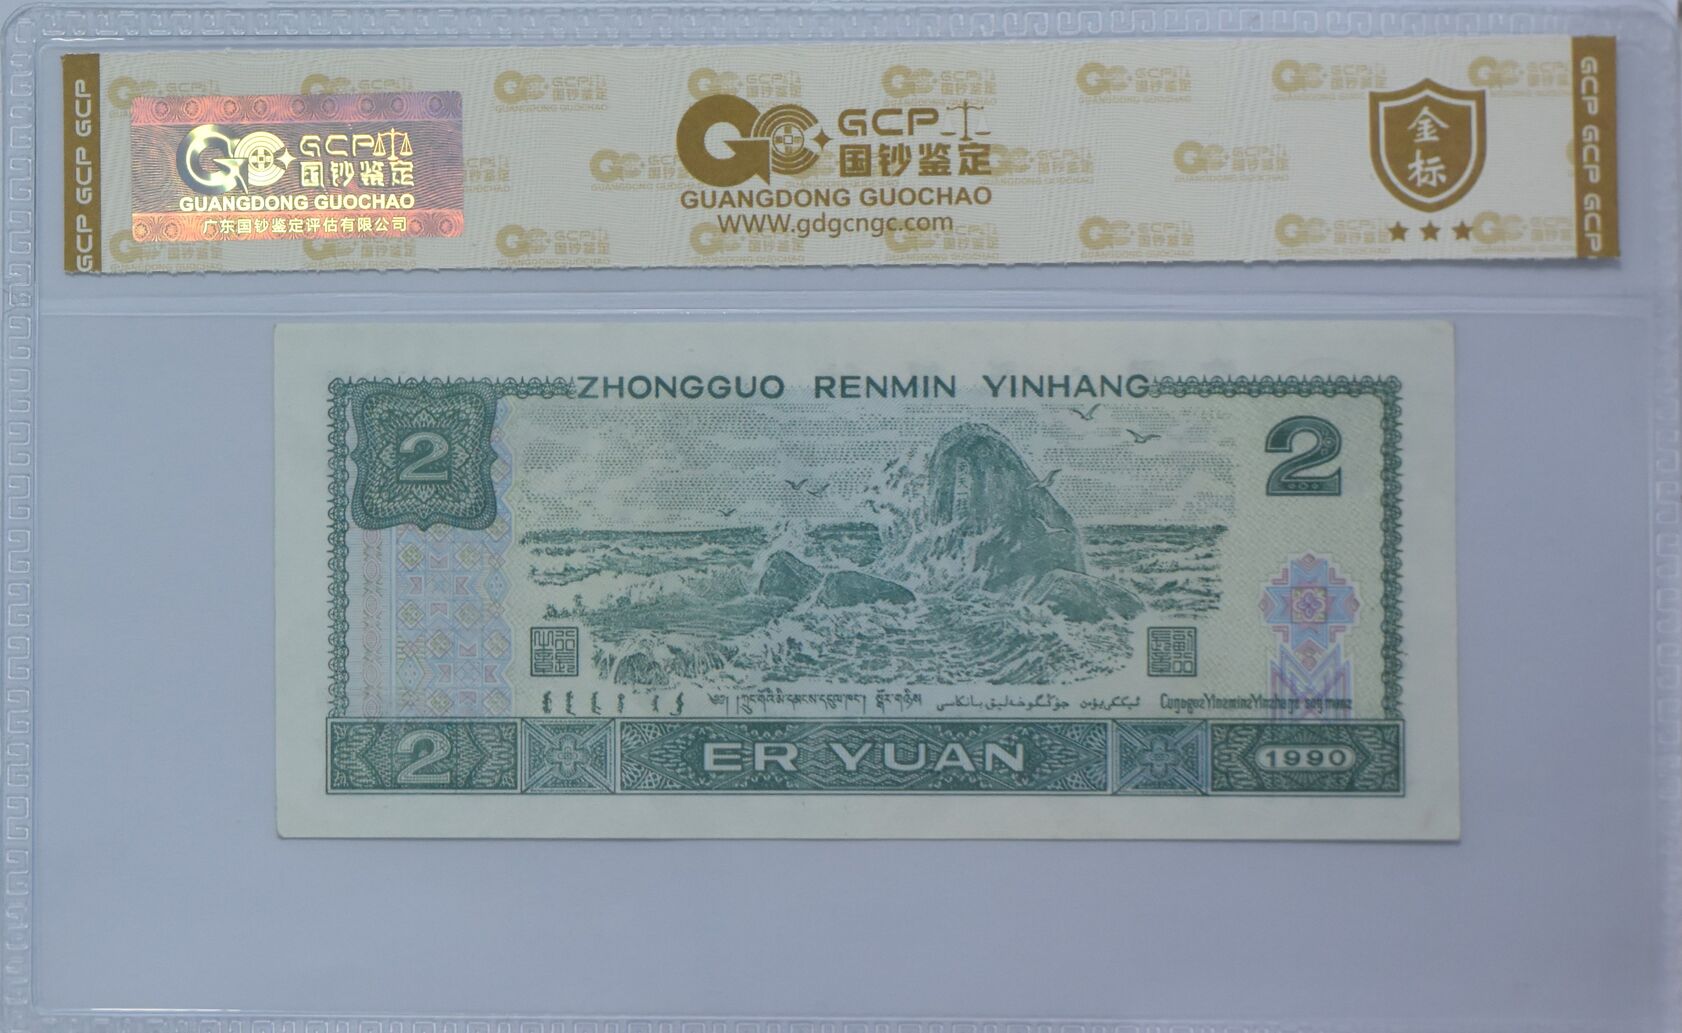 GCP GCP GCP
GCP
国钞鉴定
GUANGDONG GUOCHAO
广东国钞鉴定评估有限公司
GCP
国钞鉴定
GUANGDONG GUOCHAO
WWW.gdgcngc.com
金标
GCP GCP GCP
ZHONGGUO RENMIN YINHANG
2
2
2
ER YUAN
1990